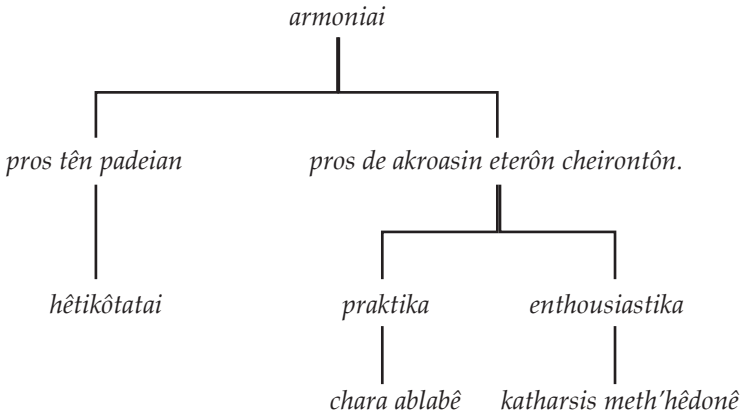 armoniai
pros tên padeian
pros de akroasin eterôn cheirontôn.
hêtikôtatai
praktika
enthousiastika
chara ablabê
katharsis meth'hêdonê